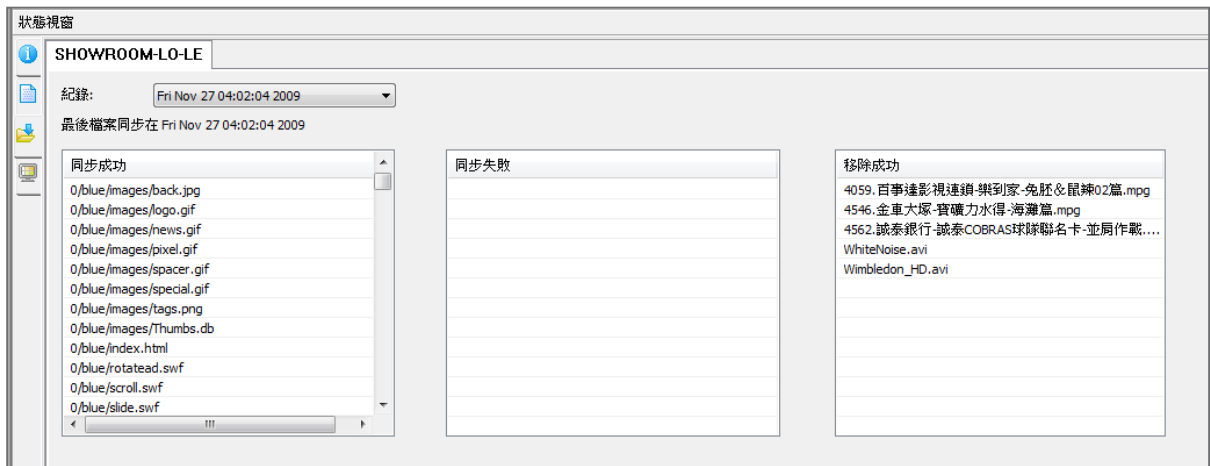 狀態視窗
SHOWROOM-LO-LE
紀錄: Fri Nov 27 04:02:04 2009
最後檔案同步在 Fri Nov 27 04:02:04 2009
同步成功
0/blue/images/back.jpg
0/blue/images/logo.gif
0/blue/images/news.gif
0/blue/images/pixel.gif
0/blue/images/spacer.gif
0/blue/images/special.gif
0/blue/images/tags.png
0/blue/images/Thumbs.db
0/blue/index.html
0/blue/rotatead.swf
0/blue/scroll.swf
0/blue/slide.swf
同步失敗
移除成功
4059.百事達影視連鎖-樂到家-兔胚&鼠辣02篇.mpg
4546.金車大塚-寶礦力水得-海灘篇.mpg
4562.誠泰銀行-誠泰COBRAS球隊聯名卡-並肩作戰....
WhiteNoise.avi
Wimbledon_HD.avi